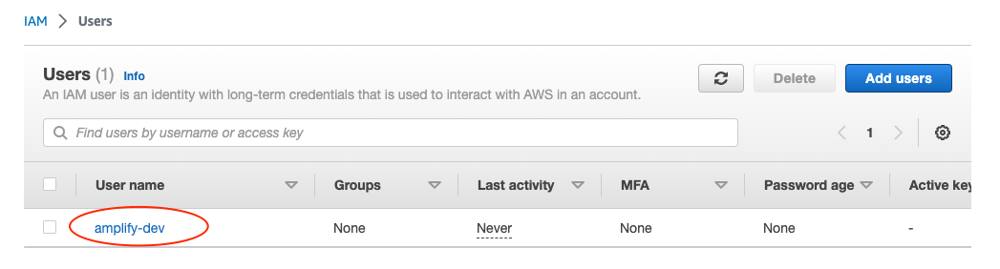 IAM > Users
Users (1) Info
An IAM user is an identity with long-term credentials that is used to interact with AWS in an account.
Delete
Add users
Find users by username or access key
1
User name Groups Last activity MFA Password age Active key
amplify-dev None Never None None -